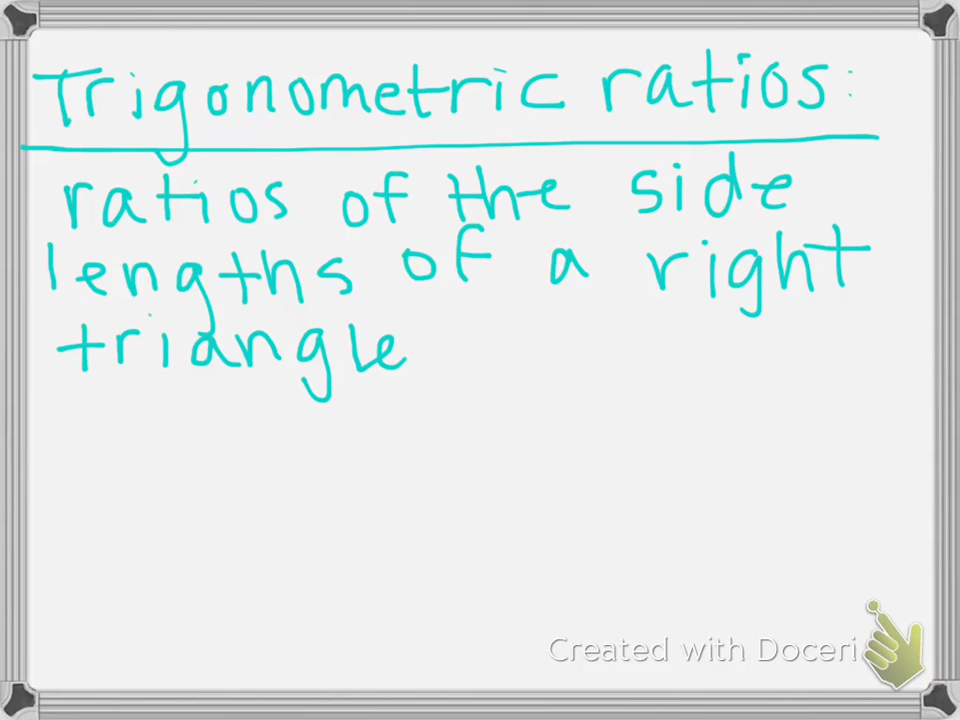 Trigonometric ratios:
ratios of the side
lengths of a right
triangle
Created with Doceri